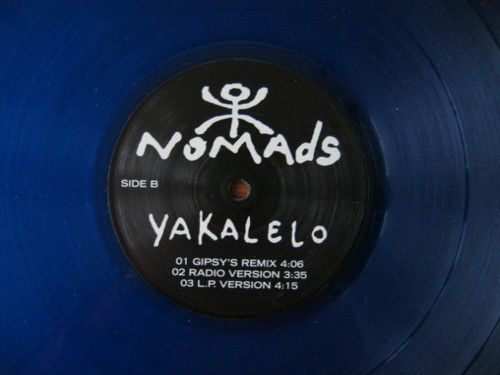 NOMAdS
SIDE B
YAKALELO
01 GIPSY'S REMIX 4:06
02 RADIO VERSION 3:35
03 L.P. VERSION 4:15